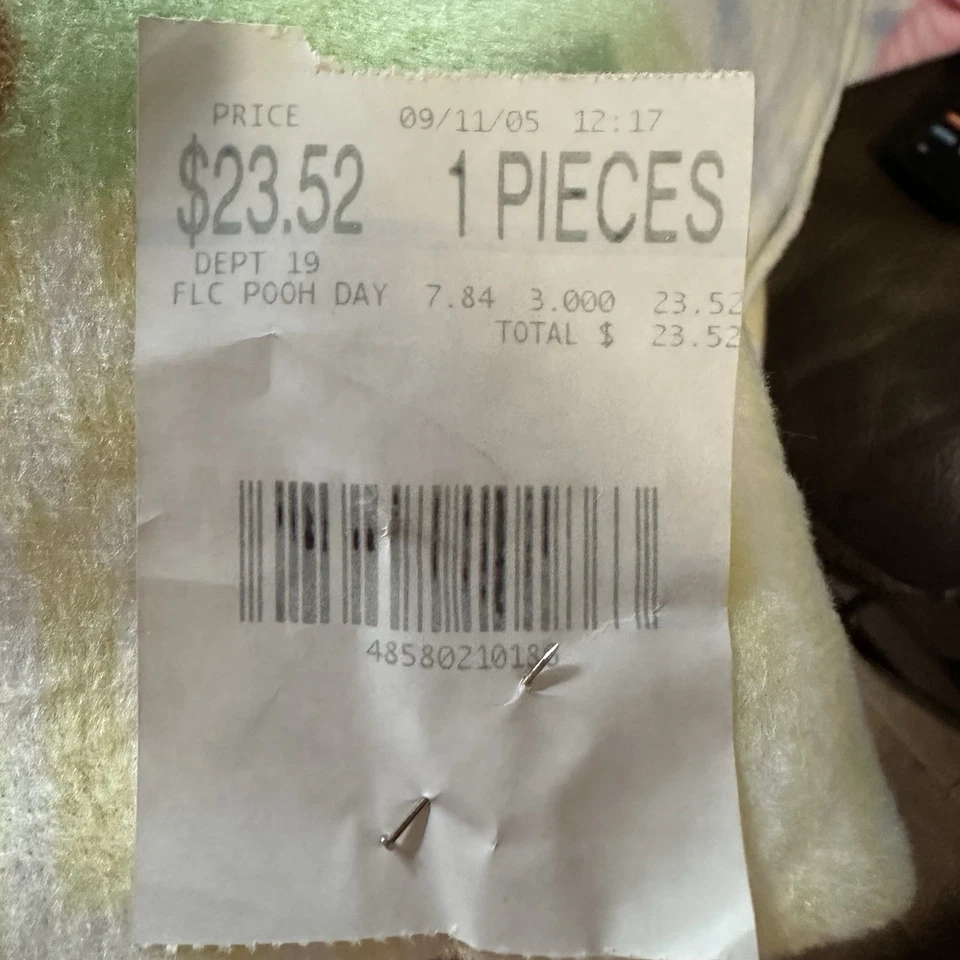 PRICE 09/11/05 12:17
$23.52 1 PIECES
DEPT 19
FLC POOH DAY 7.84 3.000 23.52
TOTAL $ 23.52